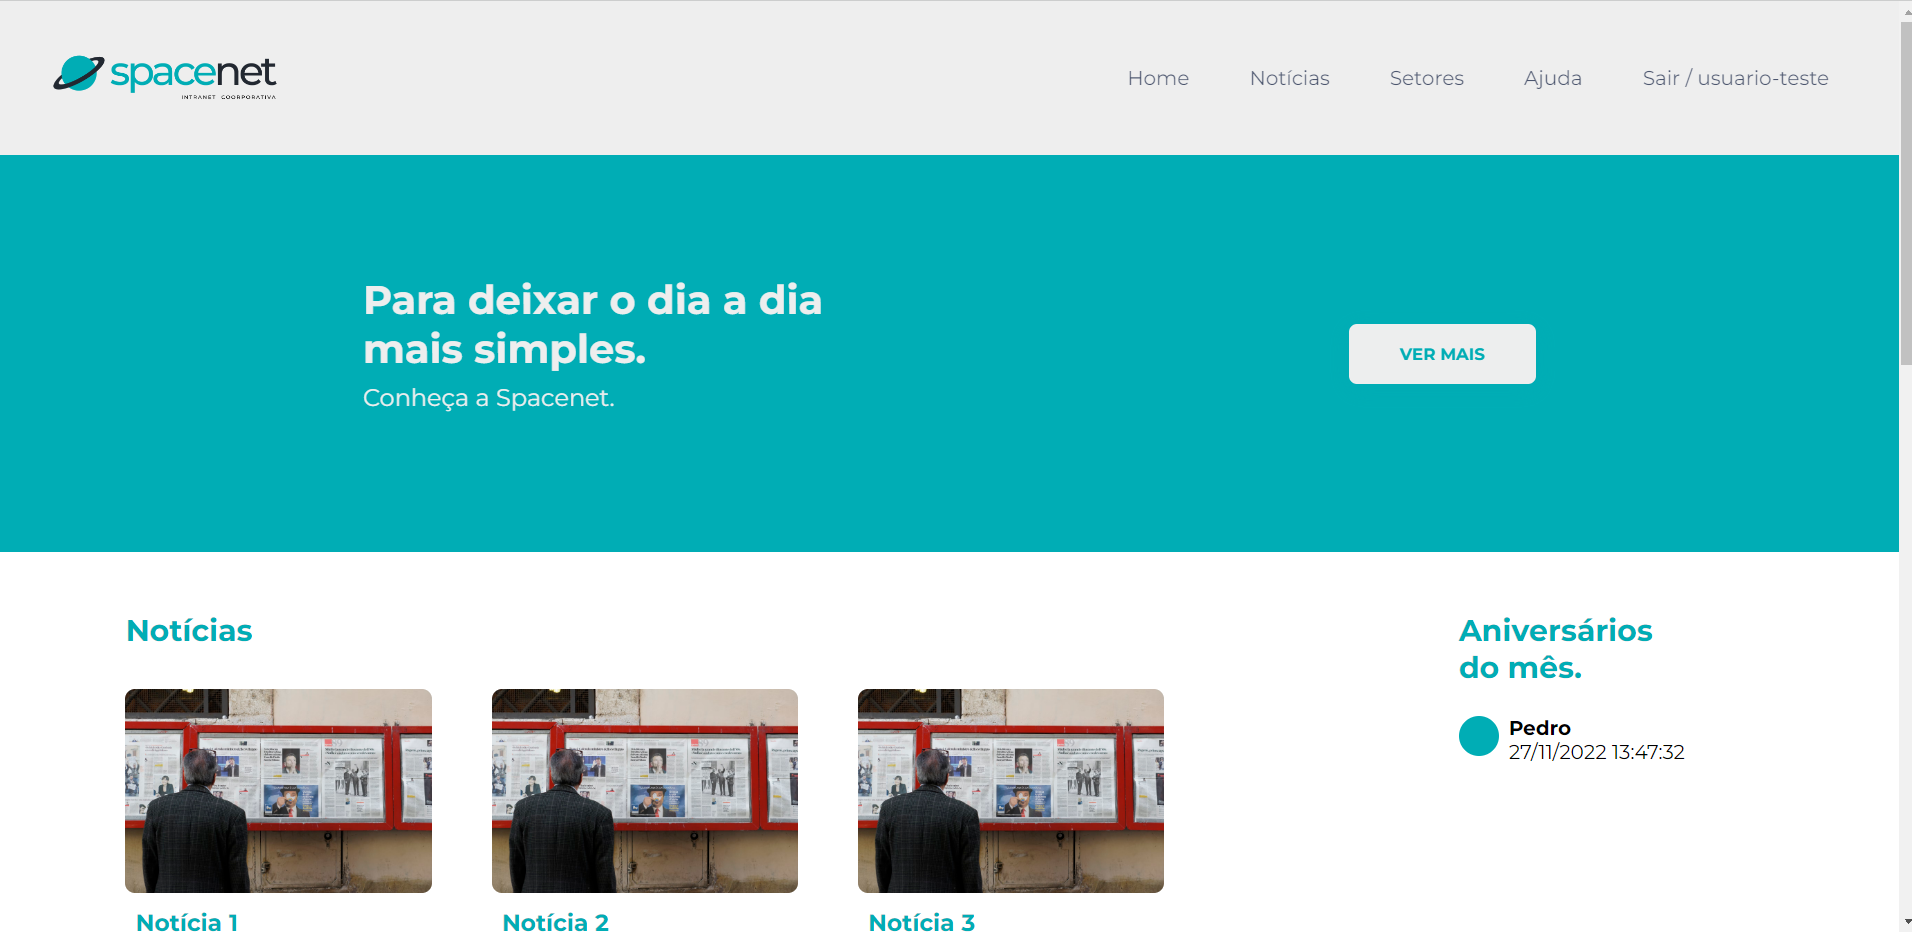 spacenet
INTRANET COORPORATIVA
Home
Notícias
Setores
Ajuda
Sair / usuario-teste
Para deixar o dia a dia
mais simples.
Conheça a Spacenet.
VER MAIS
Notícias
Aniversários
do mês.
Pedro
27/11/2022 13:47:32
Notícia 1
Notícia 2
Notícia 3